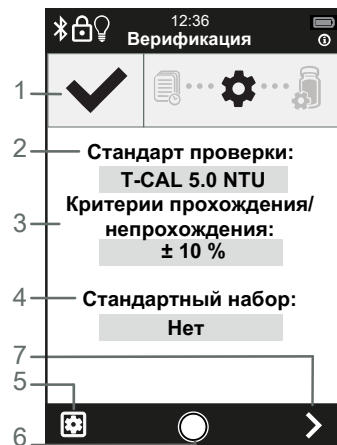 12:36
Верификация
1
2
Стандарт проверки:
T-CAL 5.0 NTU
3
Критерии прохождения/
непрохождения:
± 10 %
4
Стандартный набор:
Нет
7
5
6